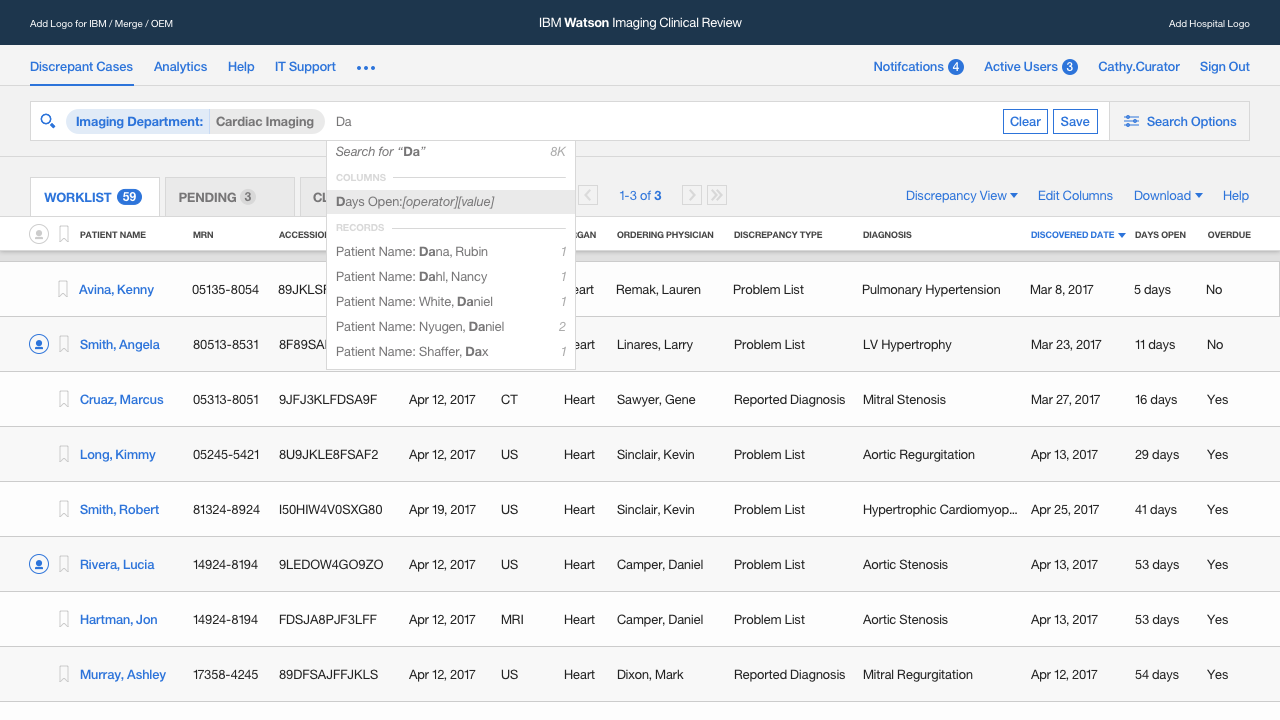 Add Logo for IBM / Merge / OEM
IBM Watson Imaging Clinical Review
Add Hospital Logo
Discrepant Cases Analytics Help IT Support
Notifcations 4 Active Users 3 Cathy.Curator Sign Out
Imaging Department: Cardiac Imaging Da
Clear Save Search Options
Search for “Da” 8K
COLUMNS
Days Open:[operator][value]
RECORDS
Patient Name: Dana, Rubin 1
Patient Name: Dahl, Nancy 1
Patient Name: White, Daniel 1
Patient Name: Nyugen, Daniel 2
Patient Name: Shaffer, Dax 1
WORKLIST 59 PENDING 3 CL
1-3 of 3
Discrepancy View Edit Columns Download Help
PATIENT NAME MRN ACCESSION ORGAN ORDERING PHYSICIAN DISCREPANCY TYPE DIAGNOSIS DISCOVERED DATE DAYS OPEN OVERDUE
Avina, Kenny 05135-8054 89JKLSF Heart Remak, Lauren Problem List Pulmonary Hypertension Mar 8, 2017 5 days No
Smith, Angela 80513-8531 8F89SA Heart Linares, Larry Problem List LV Hypertrophy Mar 23, 2017 11 days No
Cruaz, Marcus 05313-8051 9JFJ3KLFDSA9F Apr 12, 2017 CT Heart Sawyer, Gene Reported Diagnosis Mitral Stenosis Mar 27, 2017 16 days Yes
Long, Kimmy 05245-5421 8U9JKLE8FSAF2 Apr 12, 2017 US Heart Sinclair, Kevin Problem List Aortic Regurgitation Apr 13, 2017 29 days Yes
Smith, Robert 81324-8924 I50HIW4V0SXG80 Apr 19, 2017 US Heart Sinclair, Kevin Problem List Hypertrophic Cardiomyop... Apr 25, 2017 41 days Yes
Rivera, Lucia 14924-8194 9LEDOW4GO9ZO Apr 12, 2017 US Heart Camper, Daniel Problem List Aortic Stenosis Apr 13, 2017 53 days Yes
Hartman, Jon 14924-8194 FDSJA8PJF3LFF Apr 12, 2017 MRI Heart Camper, Daniel Problem List Aortic Stenosis Apr 13, 2017 53 days Yes
Murray, Ashley 17358-4245 89DFSAJFFJKLS Apr 12, 2017 US Heart Dixon, Mark Reported Diagnosis Mitral Regurgitation Apr 12, 2017 54 days Yes